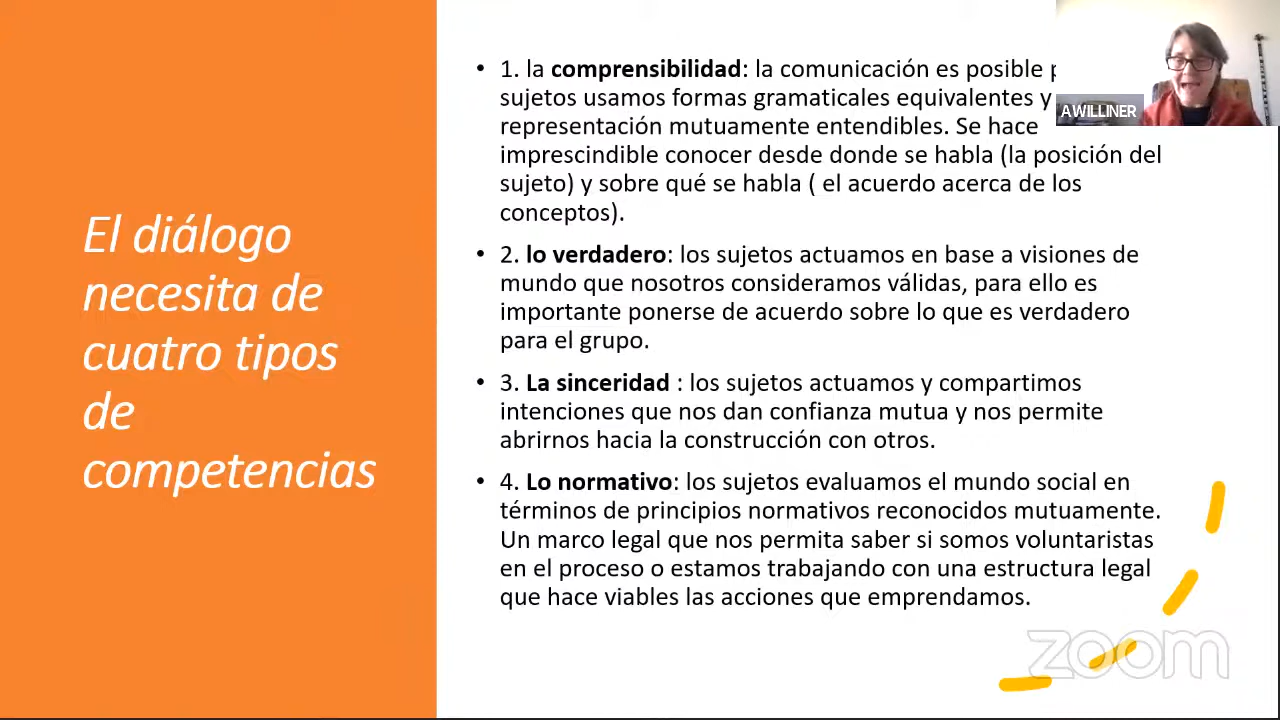 El diálogo
necesita de
cuatro tipos
de
competencias
• 1. la comprensibilidad: la comunicación es posible
sujetos usamos formas gramaticales equivalentes y
representación mutuamente entendibles. Se hace
imprescindible conocer desde donde se habla (la posición del
sujeto) y sobre qué se habla ( el acuerdo acerca de los
conceptos).
• 2. lo verdadero: los sujetos actuamos en base a visiones de
mundo que nosotros consideramos válidas, para ello es
importante ponerse de acuerdo sobre lo que es verdadero
para el grupo.
• 3. La sinceridad : los sujetos actuamos y compartimos
intenciones que nos dan confianza mutua y nos permite
abrirnos hacia la construcción con otros.
• 4. Lo normativo: los sujetos evaluamos el mundo social en
términos de principios normativos reconocidos mutuamente.
Un marco legal que nos permita saber si somos voluntaristas
en el proceso o estamos trabajando con una estructura legal
que hace viables las acciones que emprendamos.
AWILLINER
zoom